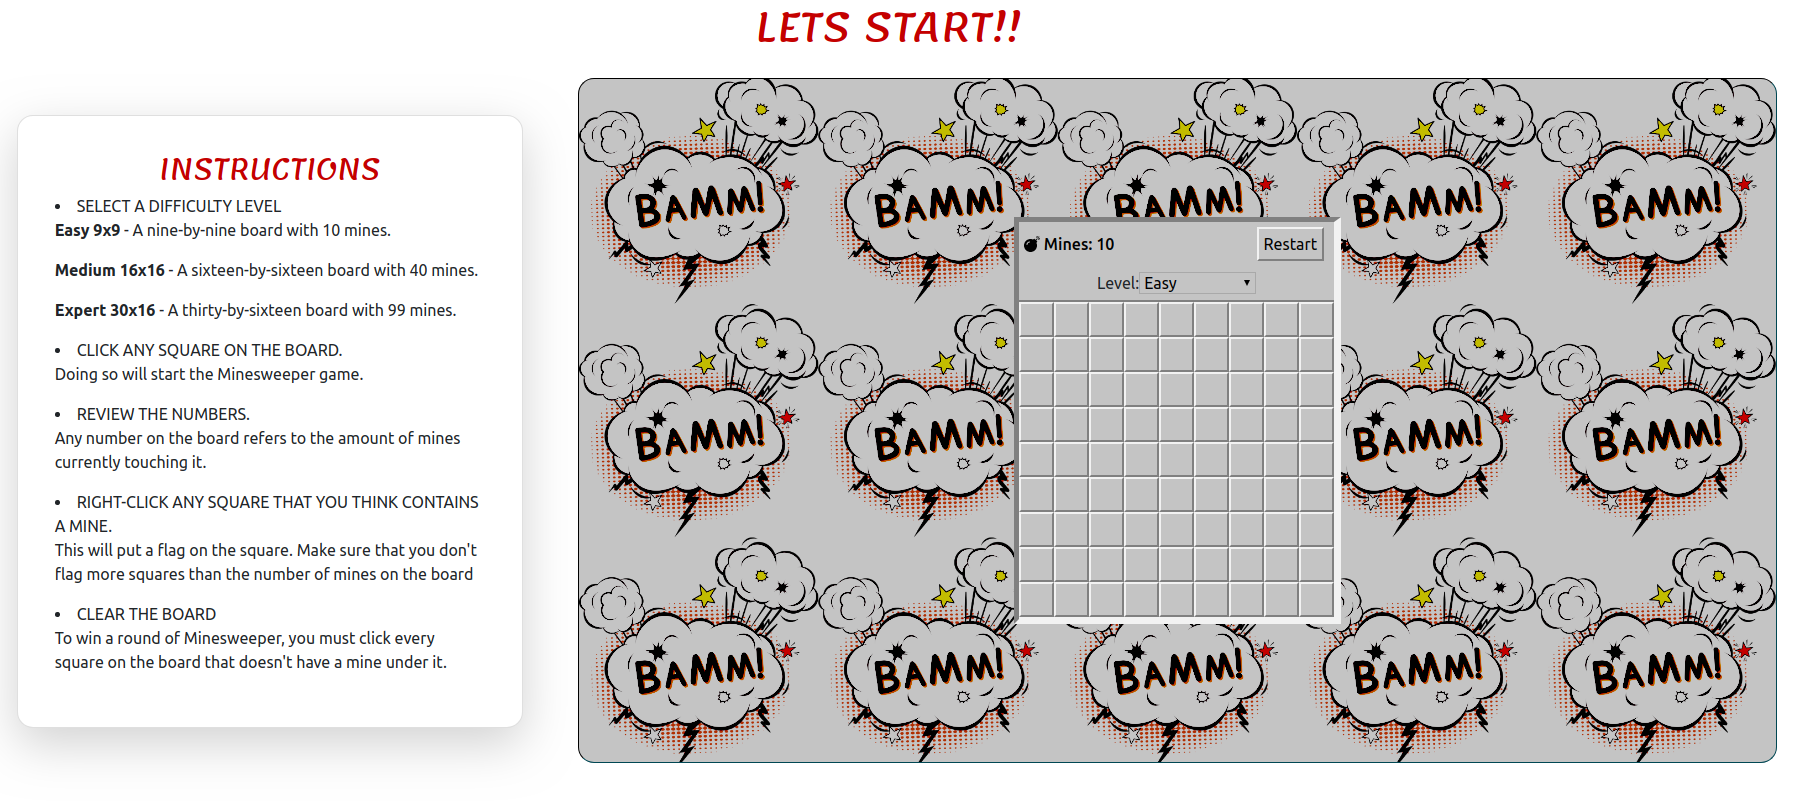 LETS START!!
INSTRUCTIONS
• SELECT A DIFFICULTY LEVEL
Easy 9x9 - A nine-by-nine board with 10 mines.
Medium 16x16 - A sixteen-by-sixteen board with 40 mines.
Expert 30x16 - A thirty-by-sixteen board with 99 mines.
• CLICK ANY SQUARE ON THE BOARD.
Doing so will start the Minesweeper game.
• REVIEW THE NUMBERS.
Any number on the board refers to the amount of mines
currently touching it.
• RIGHT-CLICK ANY SQUARE THAT YOU THINK CONTAINS
A MINE.
This will put a flag on the square. Make sure that you don't
flag more squares than the number of mines on the board
• CLEAR THE BOARD
To win a round of Minesweeper, you must click every
square on the board that doesn't have a mine under it.
BAMM! BAMM! BAMM! BAMM! BAMM!
Mines: 10 Restart
Level: Easy
BAMM! BAMM! BAMM! BAMM!
BAMM! BAMM! BAMM! BAMM! BAMM!